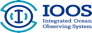 IOOS
Integrated Ocean
Observing System